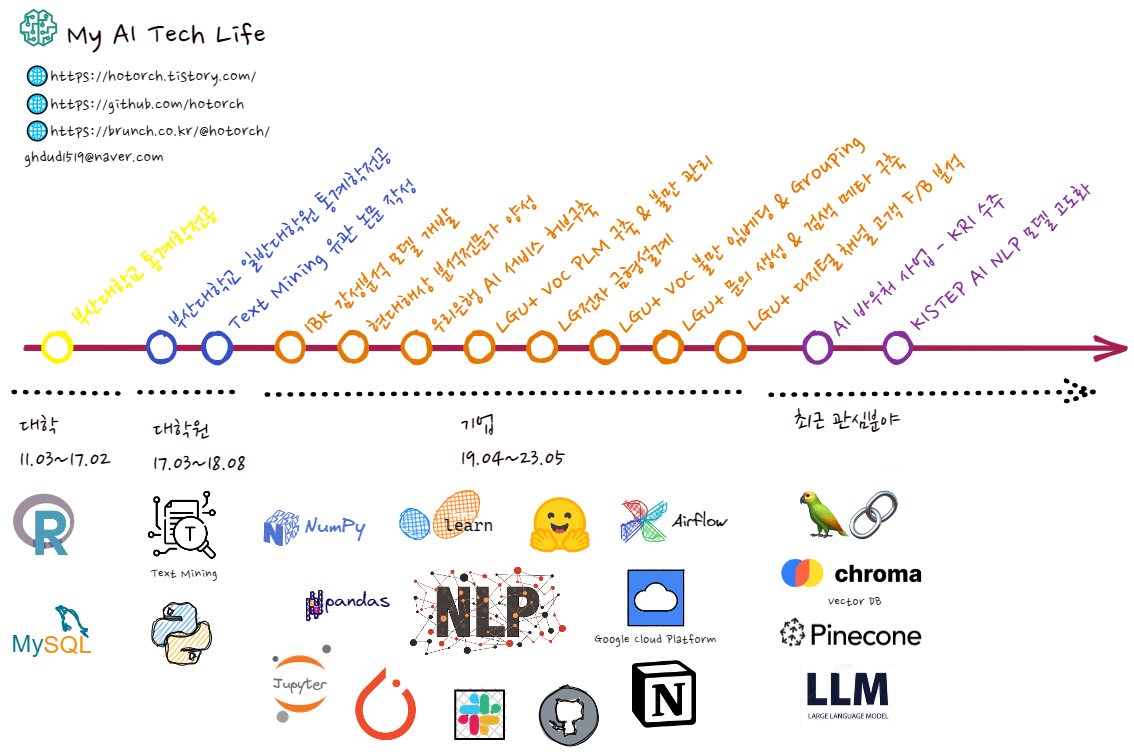 My AI Tech Life
https://hotorch.tistory.com/
https://github.com/hotorch
https://brunch.co.kr/@hotorch/
ghdud1519@naver.com
부산대학교 통계학전공
부산대학교 일반대학원 통계학전공
Text Mining 유관 논문 작성
IBK 감성분석 모델 개발
현대해상 분석전문가 양성
우리은행 AI 서비스 허브구축
LGU+ VOC PLM 구축 & 불만 관리
LG전자 금형설계
LGU+ VOC 불만 임베딩 & Grouping
LGU+ 문의 생성 & 검색 메타 구축
LGU+ 디지털 채널 고객 F/B 분석
AI 바우처 사업 - KRI 수주
KISTEP AI NLP 모델 고도화
대학
11.03~17.02
대학원
17.03~18.08
기업
19.04~23.05
최근 관심분야
R
MySQL
T
Text Mining
NumPy
learn
Airflow
pandas
NLP
Google Cloud Platform
Jupyter
N
chroma
vector DB
Pinecone
LLM
LARGE LANGUAGE MODEL